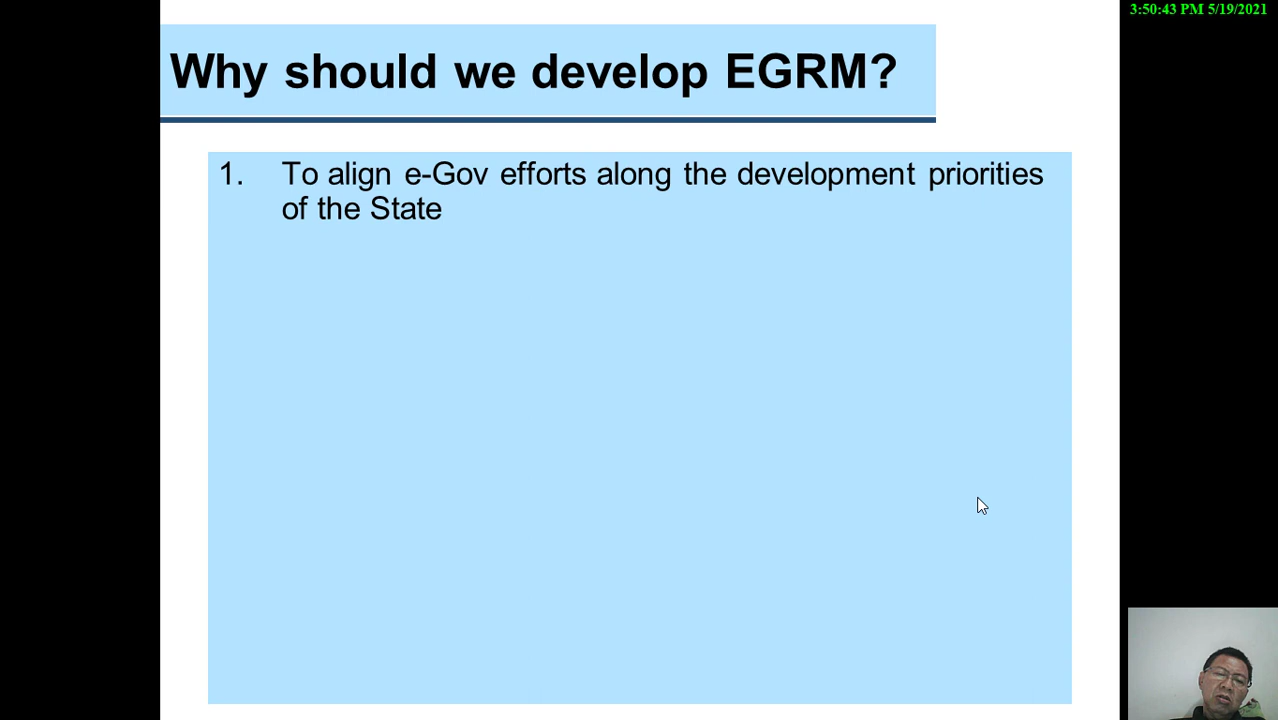 3:50:43 PM 5/19/2021
Why should we develop EGRM?
1. To align e-Gov efforts along the development priorities
of the State